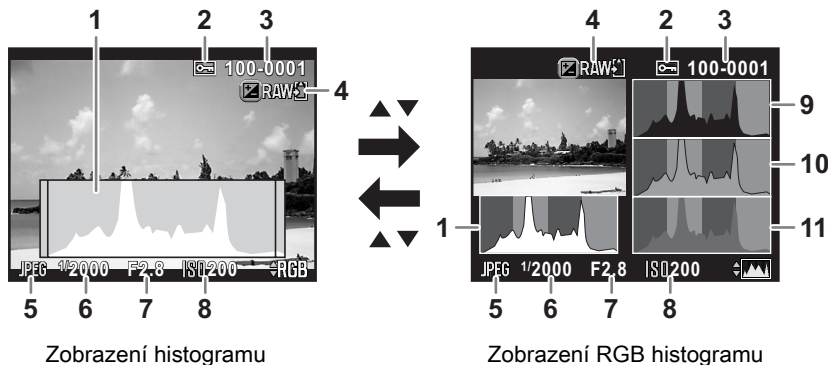 1 2 3
100-0001
RAW 4
1/2000 F2.8 ISO200 RGB
JPEG
5 6 7 8
Zobrazení histogramu
▲▼
▲▼
4 2 3
RAW 100-0001
9
10
1 11
JPEG 1/2000 F2.8 ISO200
5 6 7 8
Zobrazení RGB histogramu